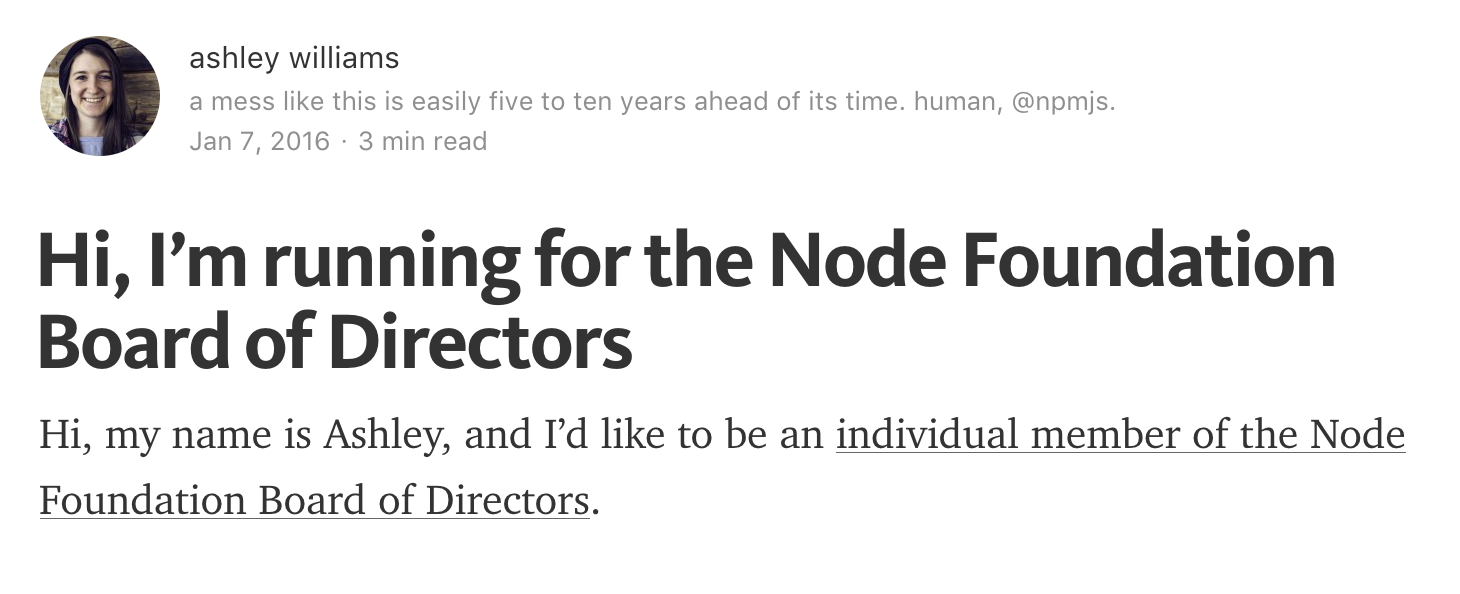 ashley williams
a mess like this is easily five to ten years ahead of its time. human, @npmjs.
Jan 7, 2016 · 3 min read
Hi, I’m running for the Node Foundation
Board of Directors
Hi, my name is Ashley, and I’d like to be an individual member of the Node
Foundation Board of Directors.